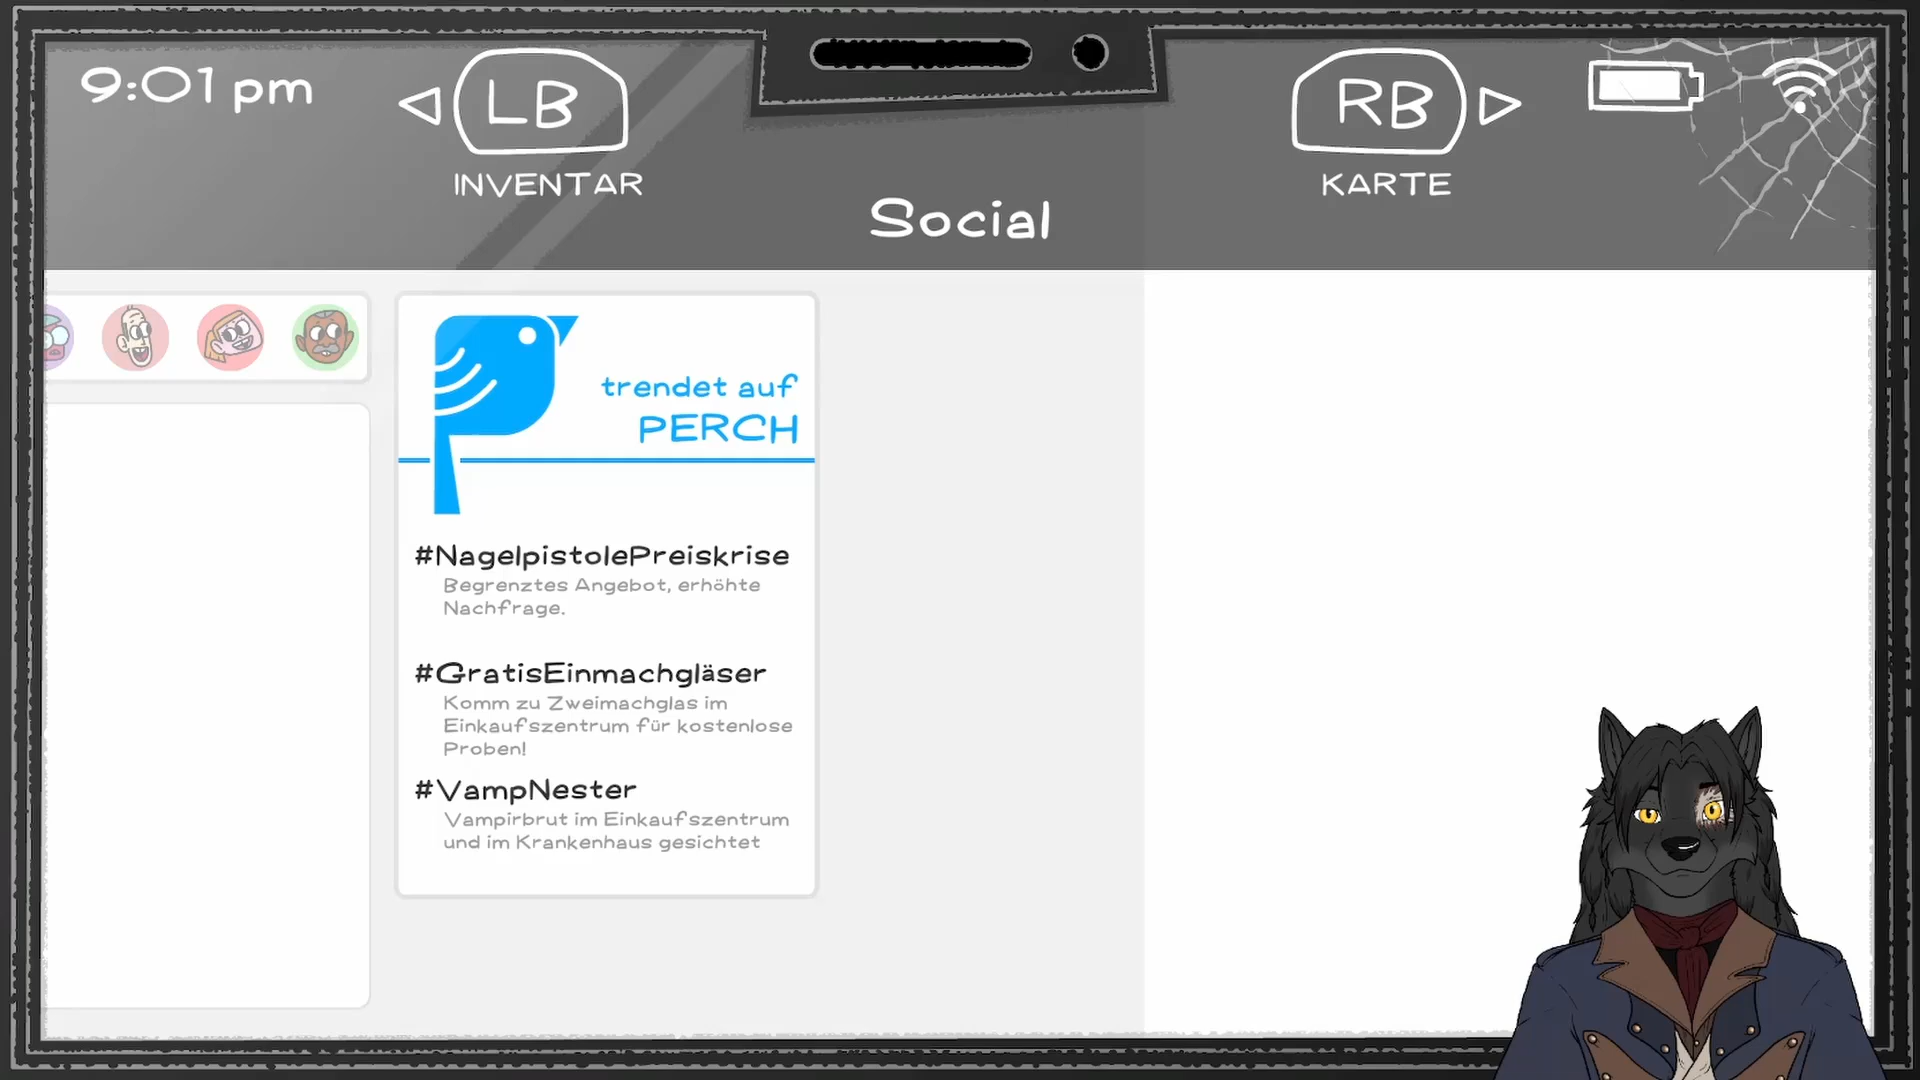 9:01 pm
LB
RB
INVENTAR
KARTE
Social
trendet auf
PERCH
#NagelpistolePreiskrise
Begrenztes Angebot, erhöhte
Nachfrage.
#GratisEinmachgläser
Komm zu Zweimachglas im
Einkaufszentrum für kostenlose
Proben!
#VampNester
Vampirbrut im Einkaufszentrum
und im Krankenhaus gesichtet